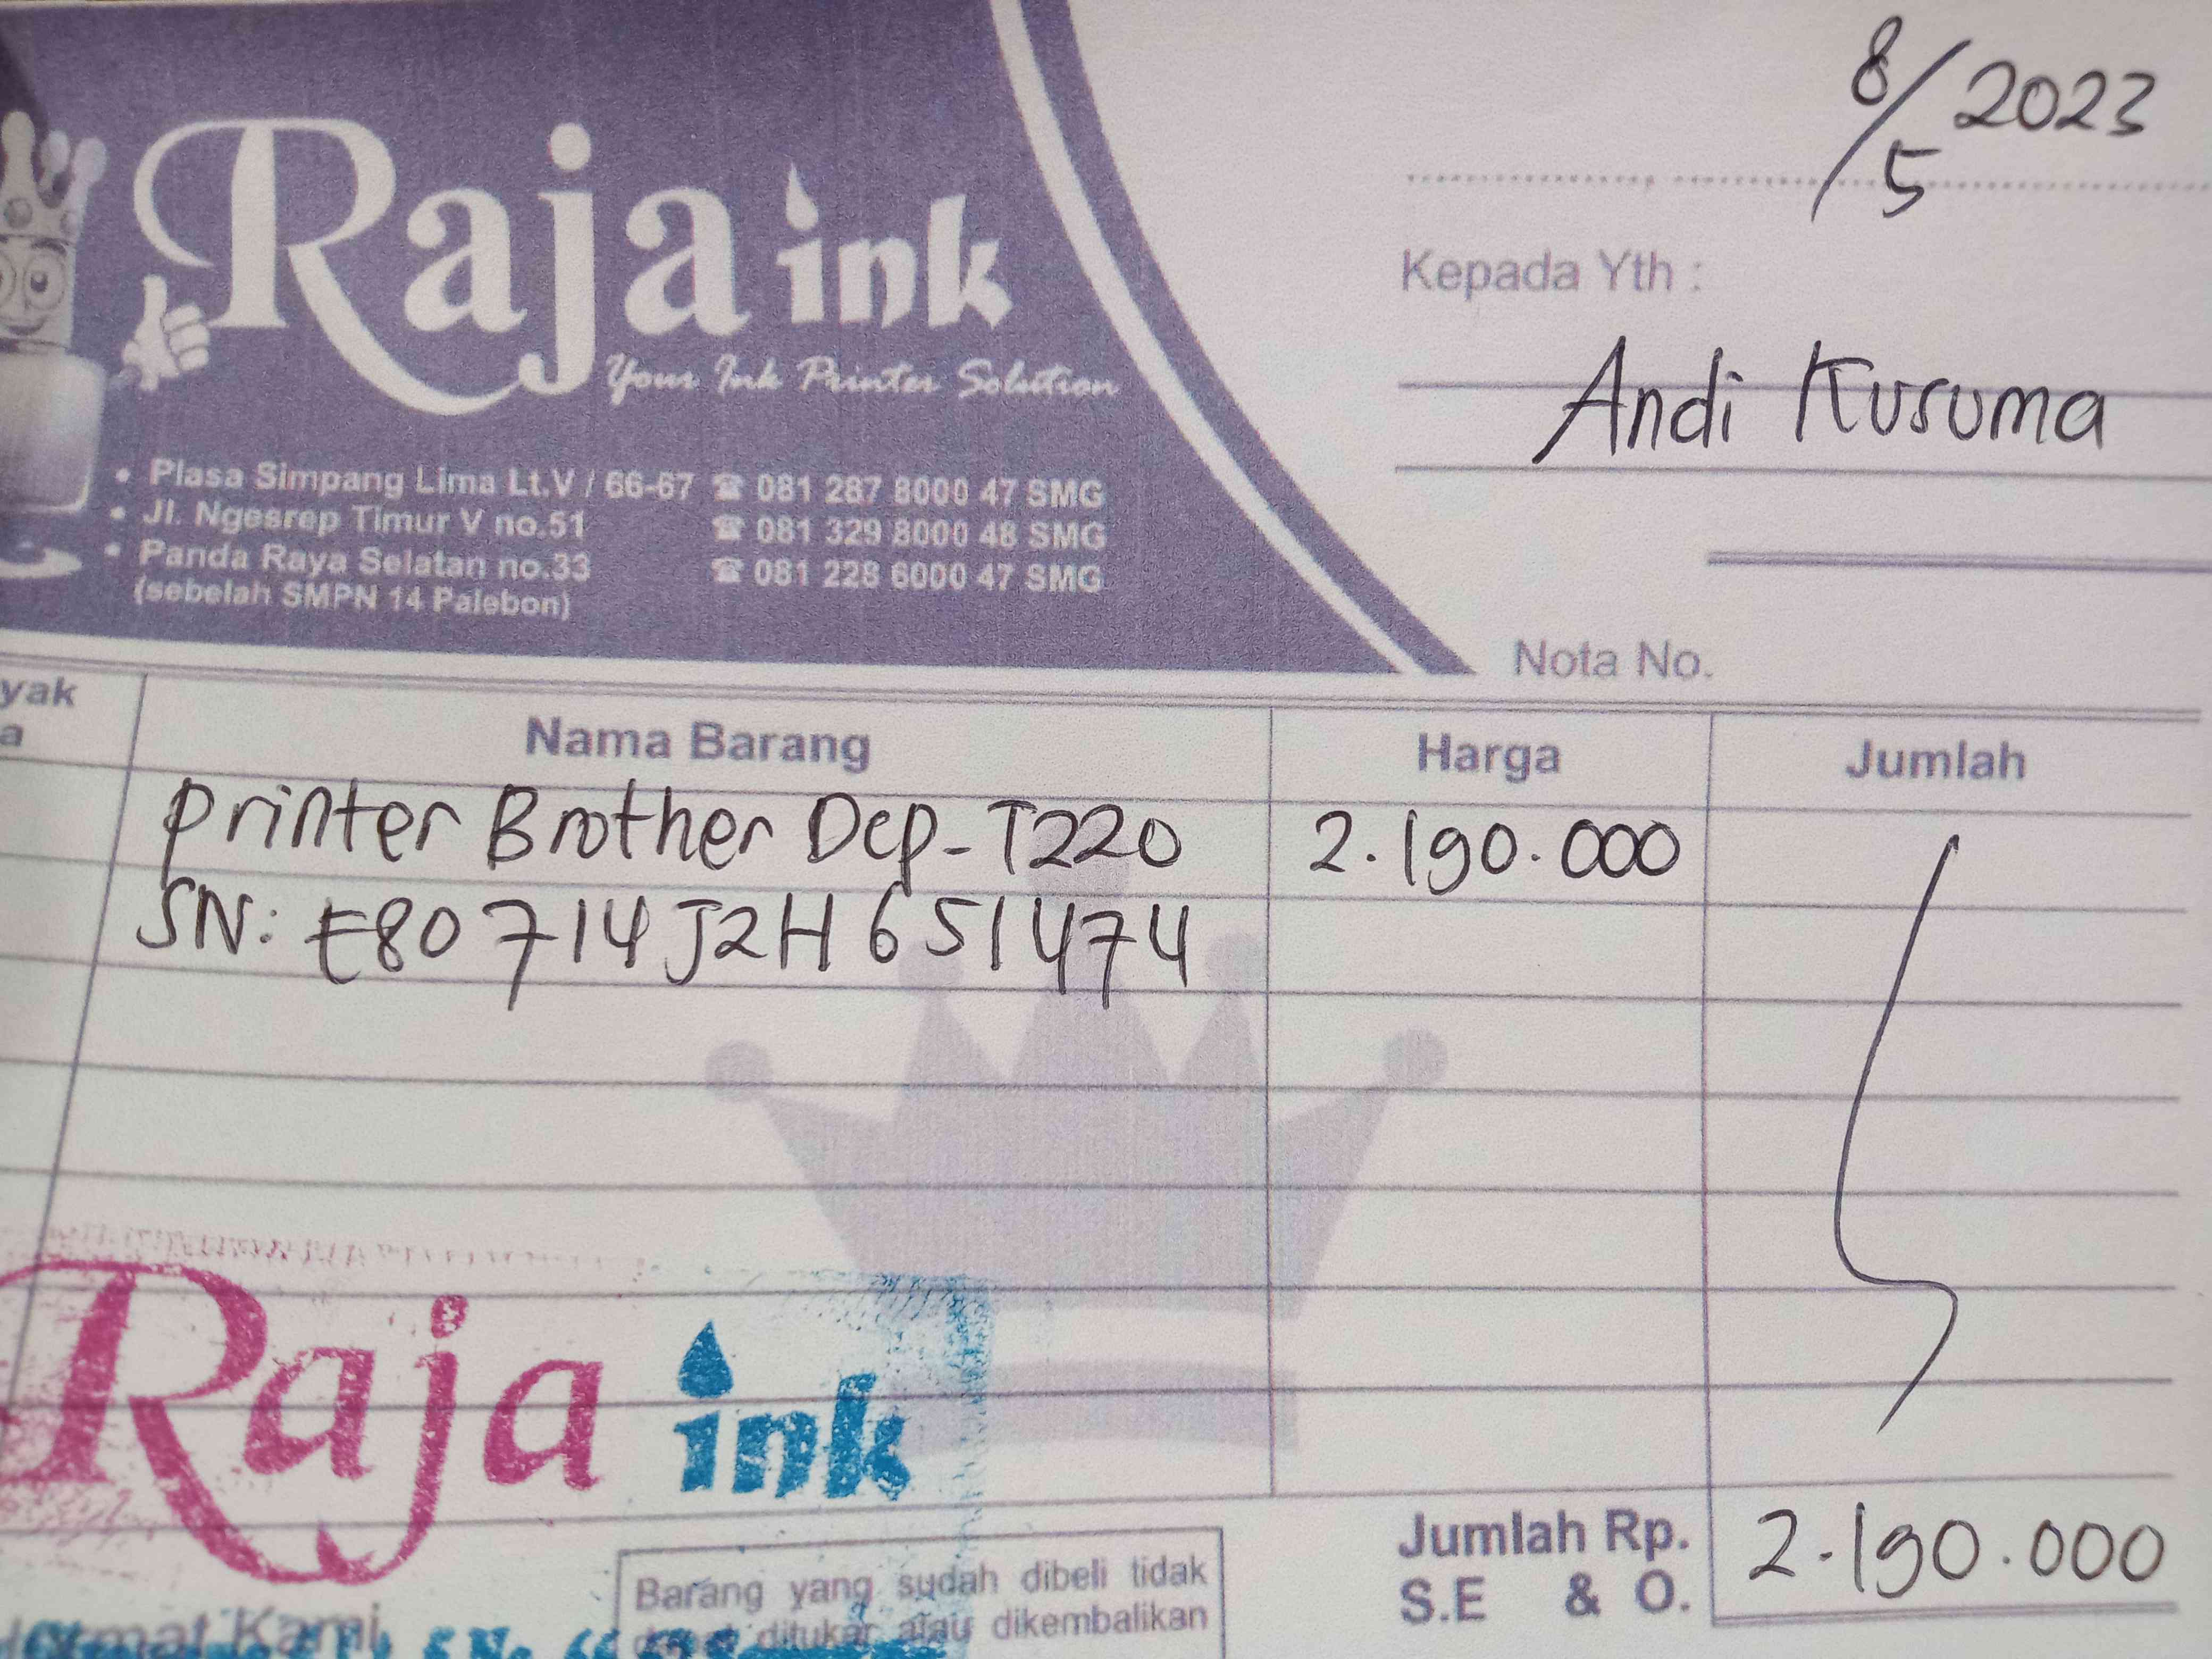 8/5 2023
Raja ink
Your Ink Printer Solution
• Plasa Simpang Lima Lt.V / 66-67 ☎ 081 287 8000 47 SMG
• Jl. Ngesrep Timur V no.51 ☎ 081 329 8000 48 SMG
• Panda Raya Selatan no.33 ☎ 081 228 6000 47 SMG
(sebelah SMPN 14 Palebon)
Kepada Yth :
Andi Kusuma
Nota No.
yak
a
Nama Barang Harga Jumlah
Printer Brother Dcp-T220 2.190.000
SN: E80714J2H651474
Raja ink
Jumlah Rp. 2.190.000
S.E & O.
Barang yang sudah dibeli tidak
ditukar atau dikembalikan
Kami